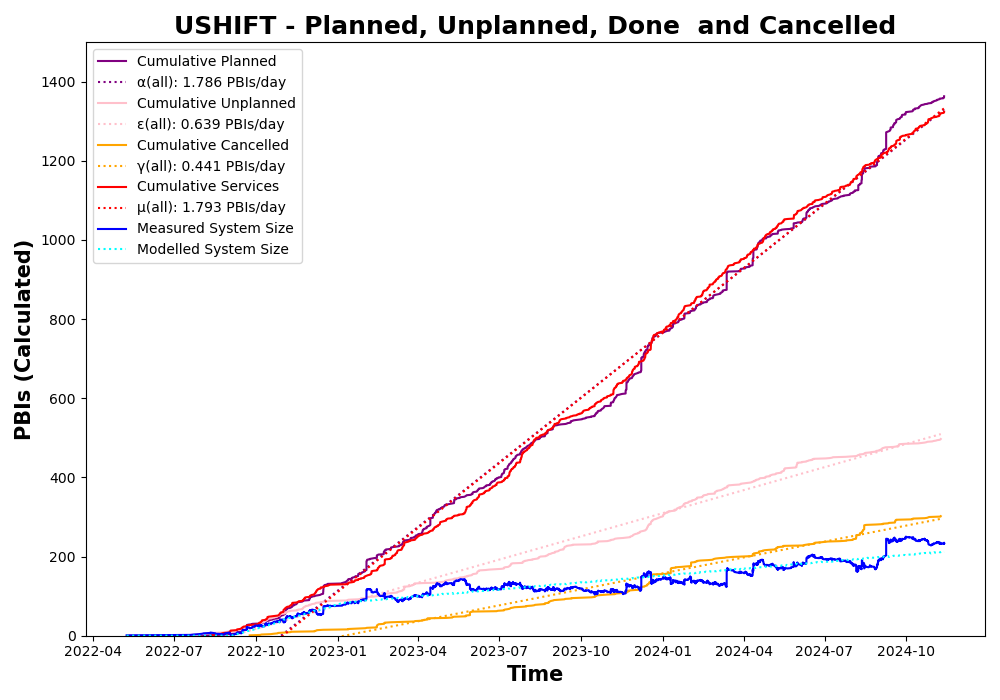 USHIFT - Planned, Unplanned, Done  and Cancelled
Cumulative Planned
α(all): 1.786 PBIs/day
Cumulative Unplanned
ε(all): 0.639 PBIs/day
Cumulative Cancelled
γ(all): 0.441 PBIs/day
Cumulative Services
μ(all): 1.793 PBIs/day
Measured System Size
Modelled System Size
PBIs (Calculated)
1400
1200
1000
800
600
400
200
0
2022-04 2022-07 2022-10 2023-01 2023-04 2023-07 2023-10 2024-01 2024-04 2024-07 2024-10
Time